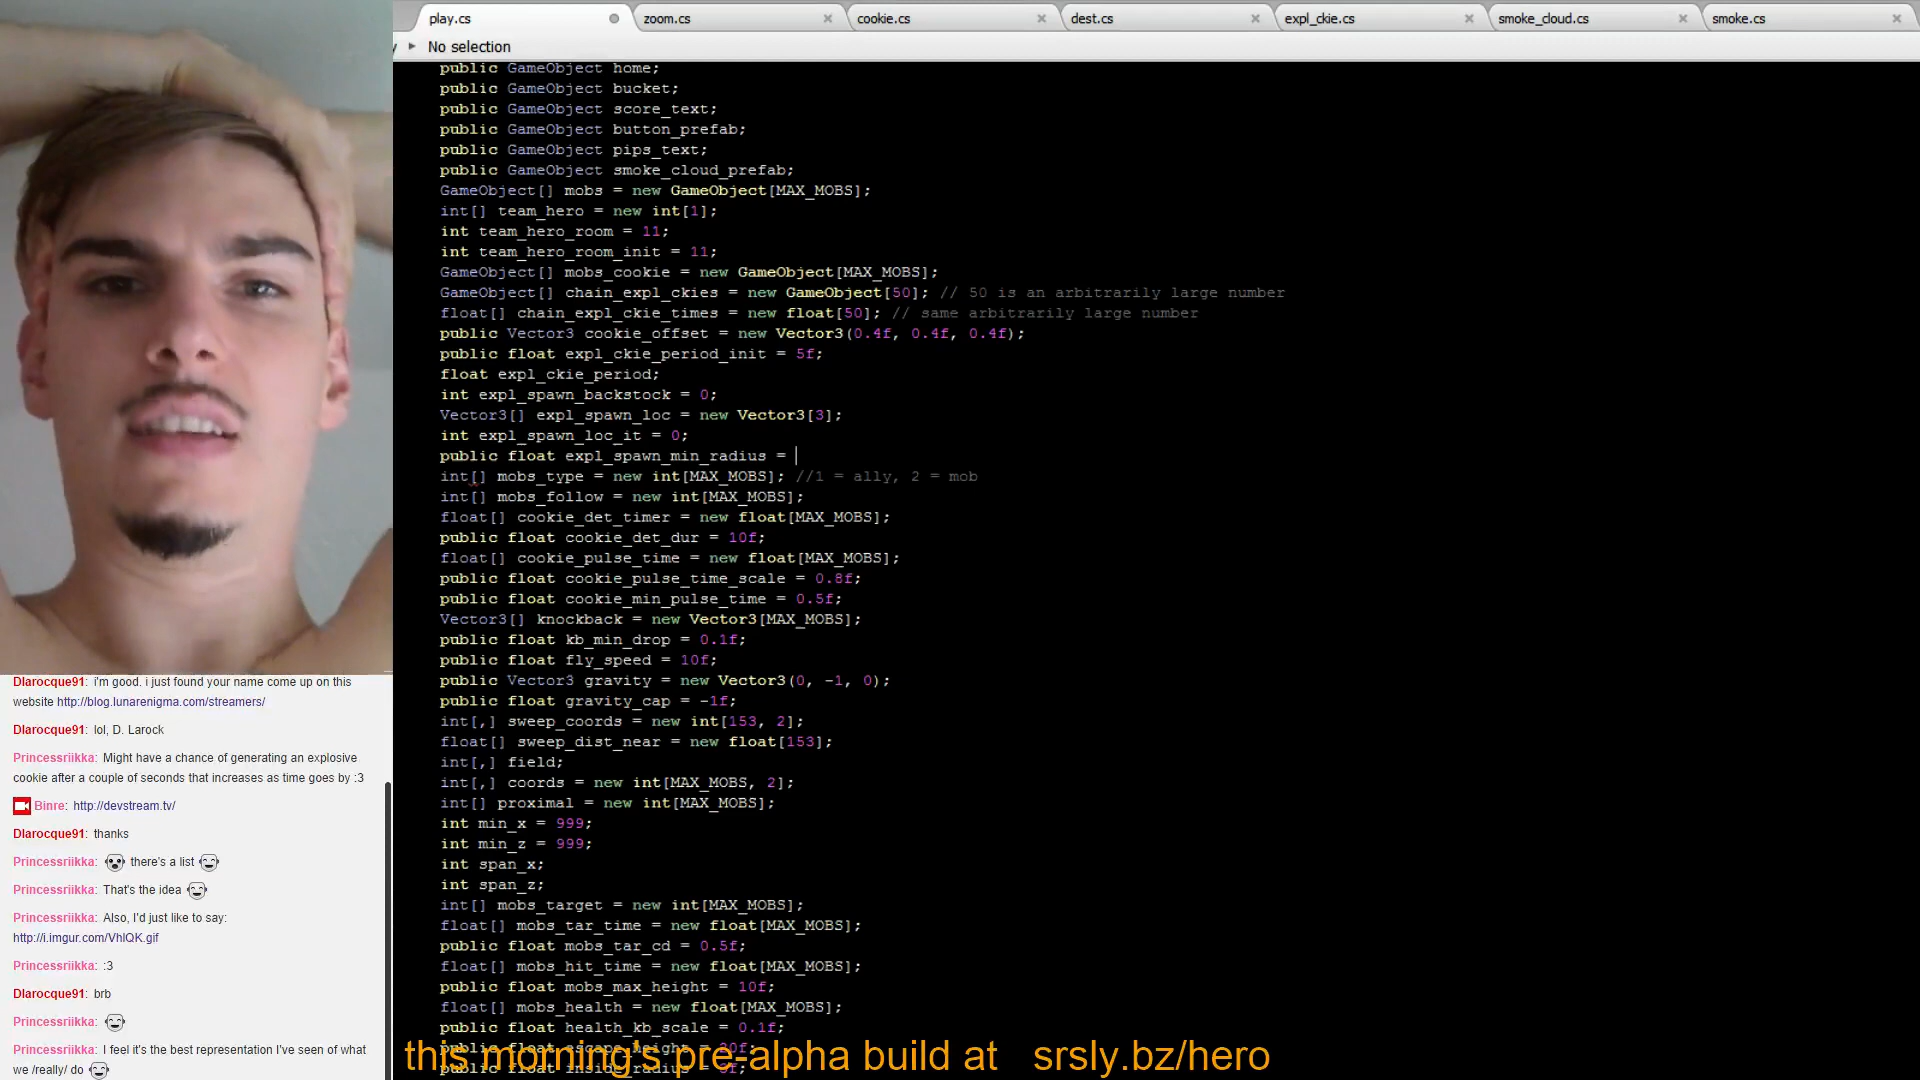 play.cs
zoom.cs
cookie.cs
dest.cs
expl_ckie.cs
smoke_cloud.cs
smoke.cs
No selection
public GameObject home;
public GameObject bucket;
public GameObject score_text;
public GameObject button_prefab;
public GameObject pips_text;
public GameObject smoke_cloud_prefab;
GameObject[] mobs = new GameObject[MAX_MOBS];
int[] team_hero = new int[1];
int team_hero_room = 11;
int team_hero_room_init = 11;
GameObject[] mobs_cookie = new GameObject[MAX_MOBS];
GameObject[] chain_expl_ckies = new GameObject[50]; // 50 is an arbitrarily large number
float[] chain_expl_ckie_times = new float[50]; // same arbitrarily large number
public Vector3 cookie_offset = new Vector3(0.4f, 0.4f, 0.4f);
public float expl_ckie_period_init = 5f;
float expl_ckie_period;
int expl_spawn_backstock = 0;
Vector3[] expl_spawn_loc = new Vector3[3];
int expl_spawn_loc_it = 0;
public float expl_spawn_min_radius =
int[] mobs_type = new int[MAX_MOBS]; //1 = ally, 2 = mob
int[] mobs_follow = new int[MAX_MOBS];
float[] cookie_det_timer = new float[MAX_MOBS];
public float cookie_det_dur = 10f;
float[] cookie_pulse_time = new float[MAX_MOBS];
public float cookie_pulse_time_scale = 0.8f;
public float cookie_min_pulse_time = 0.5f;
Vector3[] knockback = new Vector3[MAX_MOBS];
public float kb_min_drop = 0.1f;
public float fly_speed = 10f;
public Vector3 gravity = new Vector3(0, -1, 0);
public float gravity_cap = -1f;
int[,] sweep_coords = new int[153, 2];
float[] sweep_dist_near = new float[153];
int[,] field;
int[,] coords = new int[MAX_MOBS, 2];
int[] proximal = new int[MAX_MOBS];
int min_x = 999;
int min_z = 999;
int span_x;
int span_z;
int[] mobs_target = new int[MAX_MOBS];
float[] mobs_tar_time = new float[MAX_MOBS];
public float mobs_tar_cd = 0.5f;
float[] mobs_hit_time = new float[MAX_MOBS];
public float mobs_max_height = 10f;
float[] mobs_health = new float[MAX_MOBS];
public float health_kb_scale = 0.1f;
this morning's pre-alpha build at srsly.bz/hero
Dlarocque91: i'm good. i just found your name come up on this
website http://blog.lunarenigma.com/streamers/
Dlarocque91: lol, D. Larock
Princessriikka: Might have a chance of generating an explosive
cookie after a couple of seconds that increases as time goes by :3
Binre: http://devstream.tv/
Dlarocque91: thanks
Princessriikka: there's a list
Princessriikka: That's the idea
Princessriikka: Also, I'd just like to say:
http://i.imgur.com/VhIQK.gif
Princessriikka: :3
Dlarocque91: brb
Princessriikka:
Princessriikka: I feel it's the best representation I've seen of what
we /really/ do